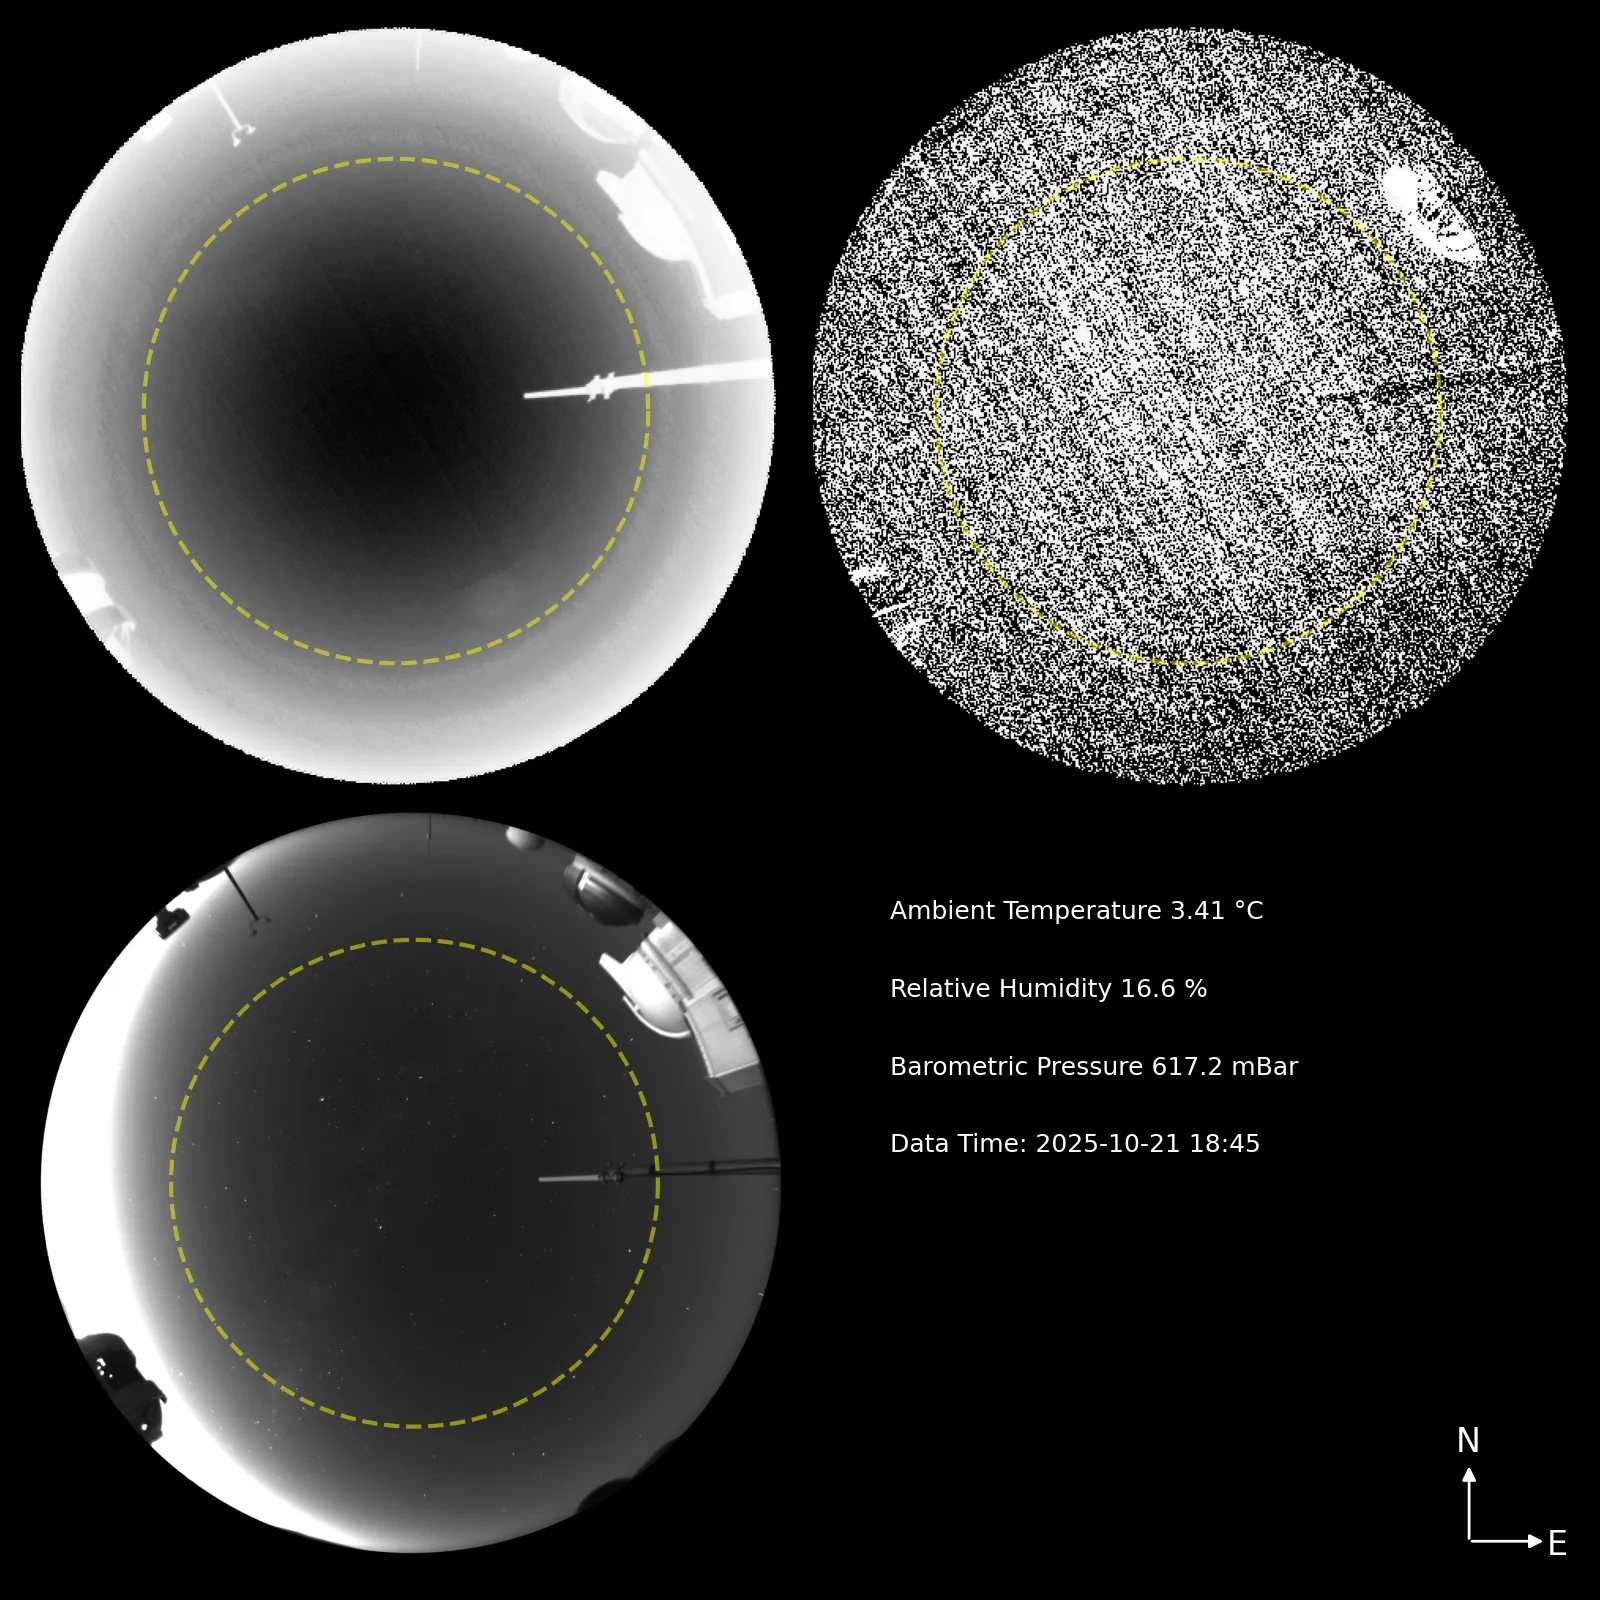 Ambient Temperature 3.41 °C
Relative Humidity 16.6 %
Barometric Pressure 617.2 mBar
Data Time: 2025-10-21 18:45
N
E